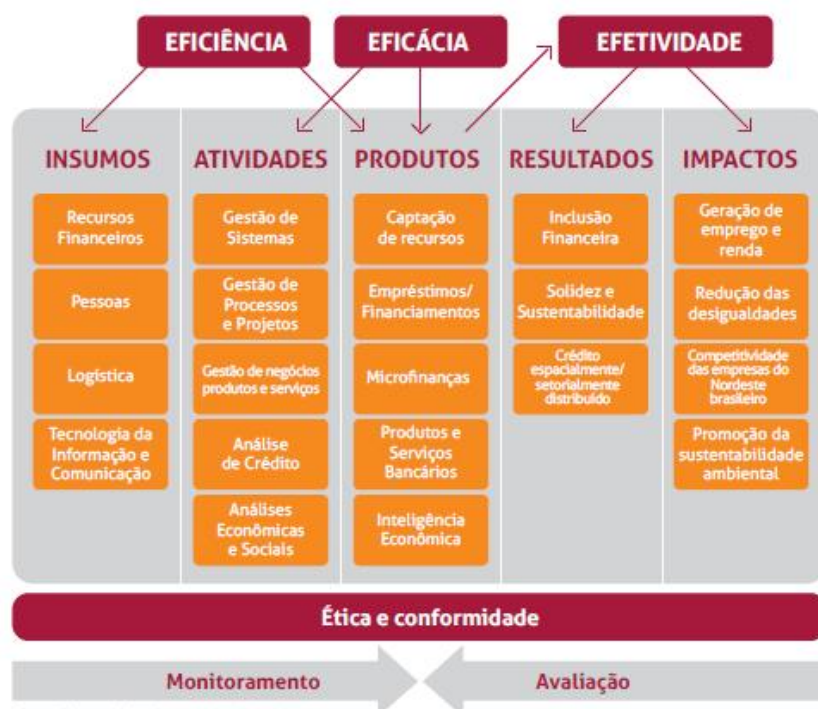 EFICIÊNCIA
EFICÁCIA
EFETIVIDADE
INSUMOS
ATIVIDADES
PRODUTOS
RESULTADOS
IMPACTOS
Recursos
Financeiros
Pessoas
Logística
Tecnologia da
Informação e
Comunicação
Gestão de
Sistemas
Gestão de
Processos
e Projetos
Gestão de negócios
produtos e serviços
Análise
de Crédito
Análises
Econômicas
e Sociais
Captação
de recursos
Empréstimos/
Financiamentos
Microfinanças
Produtos e
Serviços
Bancários
Inteligência
Econômica
Inclusão
Financeira
Solidez e
Sustentabilidade
Crédito
espacialmente/
setorialmente
distribuído
Geração de
emprego e
renda
Redução das
desigualdades
Competitividade
das empresas do
Nordeste
brasileiro
Promoção da
sustentabilidade
ambiental
Ética e conformidade
Monitoramento
Avaliação